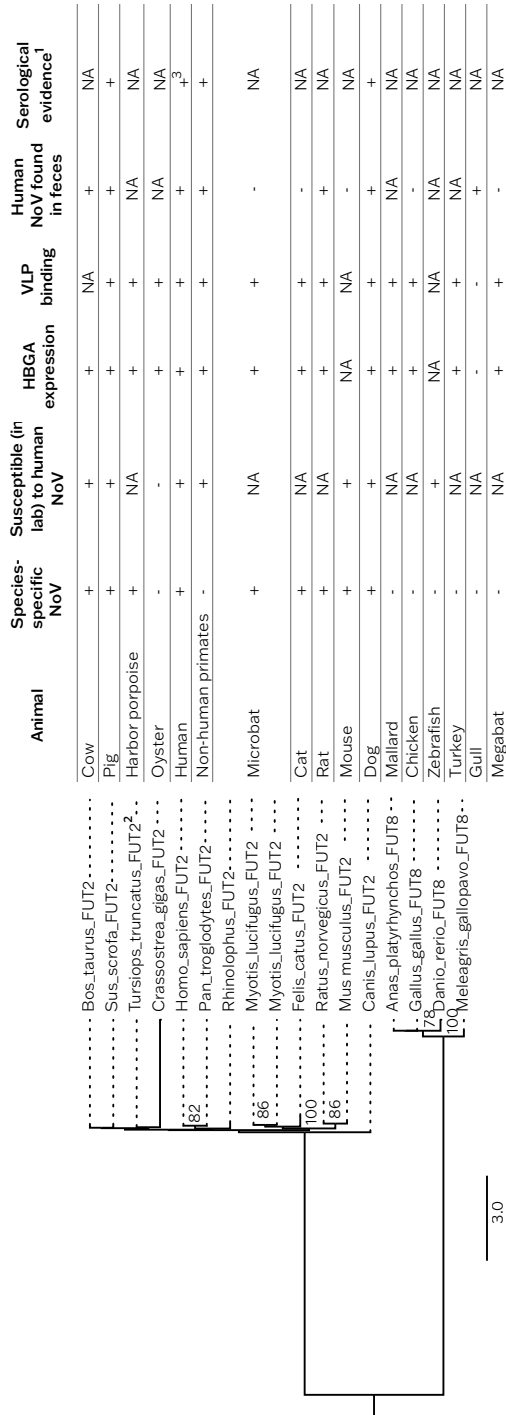 Animal Species-specific NoV Susceptible (in lab) to human NoV HBGA expression VLP binding Human NoV found in feces Serological evidence¹
Bos_taurus_FUT2 Cow + + + NA + NA
Sus_scrofa_FUT2 Pig + + + + + +
Tursiops_truncatus_FUT2² Harbor porpoise + NA + + NA NA
Crassostrea_gigas_FUT2 Oyster - - + + NA NA
Homo_sapiens_FUT2 Human + + + + + +³
82
Pan_troglodytes_FUT2 Non-human primates - + + + + +
Rhinolophus_FUT2
Myotis_lucifugus_FUT2 Microbat + NA + + - NA
86
Myotis_lucifugus_FUT2
Felis_catus_FUT2 Cat + NA + + - NA
100
Ratus_norvegicus_FUT2 Rat + NA + + + NA
86
Mus musculus_FUT2 Mouse + + NA NA - NA
Canis_lupus_FUT2 Dog + + + + + +
Anas_platyrhynchos_FUT8 Mallard - NA + + NA NA
Gallus_gallus_FUT8 Chicken - NA + + - NA
78
Danio_rerio_FUT8 Zebrafish - + NA NA NA NA
100
Meleagris_gallopavo_FUT8 Turkey - NA + + NA NA
Gull - NA - - + NA
Megabat - NA + + - NA
3.0